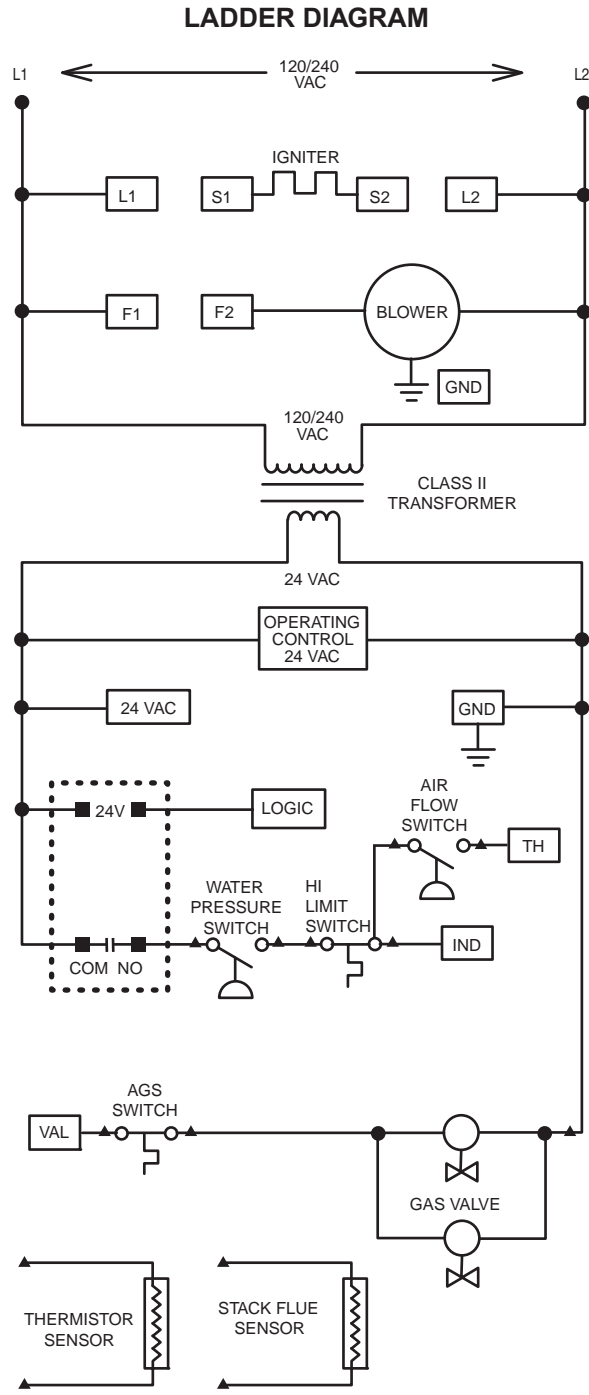 LADDER DIAGRAM
120/240
VAC
L1
L2
IGNITER
L1
S1
S2
L2
F1
F2
BLOWER
GND
120/240
VAC
CLASS II
TRANSFORMER
24 VAC
OPERATING
CONTROL
24 VAC
24 VAC
GND
24V
LOGIC
AIR
FLOW
SWITCH
TH
WATER
PRESSURE
SWITCH
HI
LIMIT
SWITCH
IND
COM NO
AGS
SWITCH
VAL
GAS VALVE
THERMISTOR
SENSOR
STACK FLUE
SENSOR